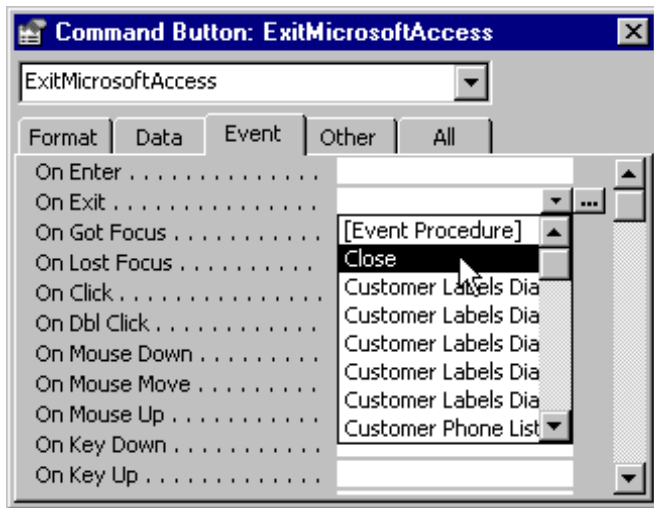 Command Button: ExitMicrosoftAccess
ExitMicrosoftAccess
Format Data Event Other All
On Enter . . . . . . . . . . . . . . .
On Exit . . . . . . . . . . . . . . . . ...
On Got Focus . . . . . . . . . . . [Event Procedure]
On Lost Focus . . . . . . . . . . Close
On Click . . . . . . . . . . . . . . . Customer Labels Dia
On Dbl Click . . . . . . . . . . . . Customer Labels Dia
On Mouse Down . . . . . . . . . Customer Labels Dia
On Mouse Move . . . . . . . . . Customer Labels Dia
On Mouse Up . . . . . . . . . . . Customer Labels Dia
On Key Down . . . . . . . . . . . Customer Phone List
On Key Up . . . . . . . . . . . . .